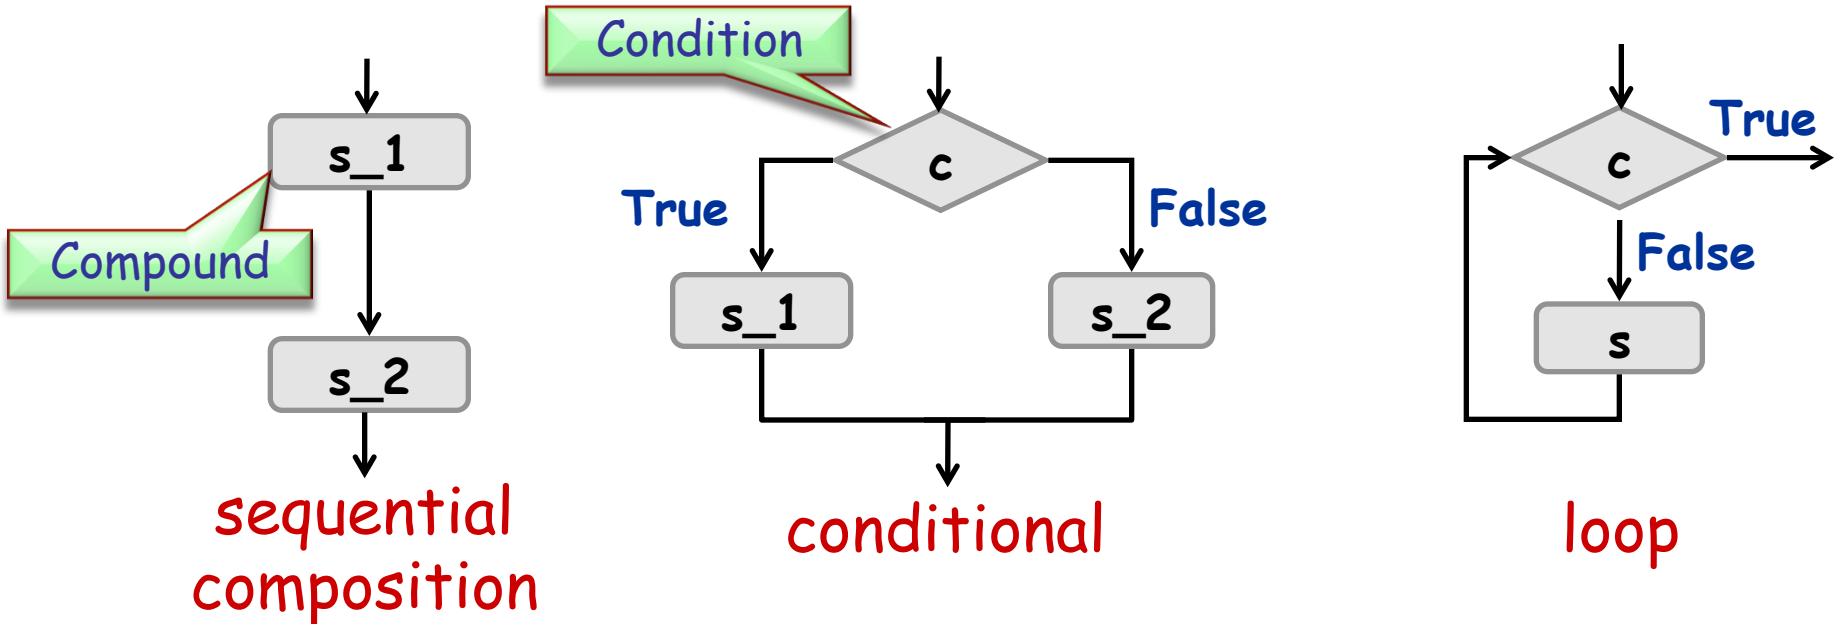 Condition
s_1
c
True
c
True
False
False
Compound
s_1
s_2
s
s_2
sequential
composition
conditional
loop